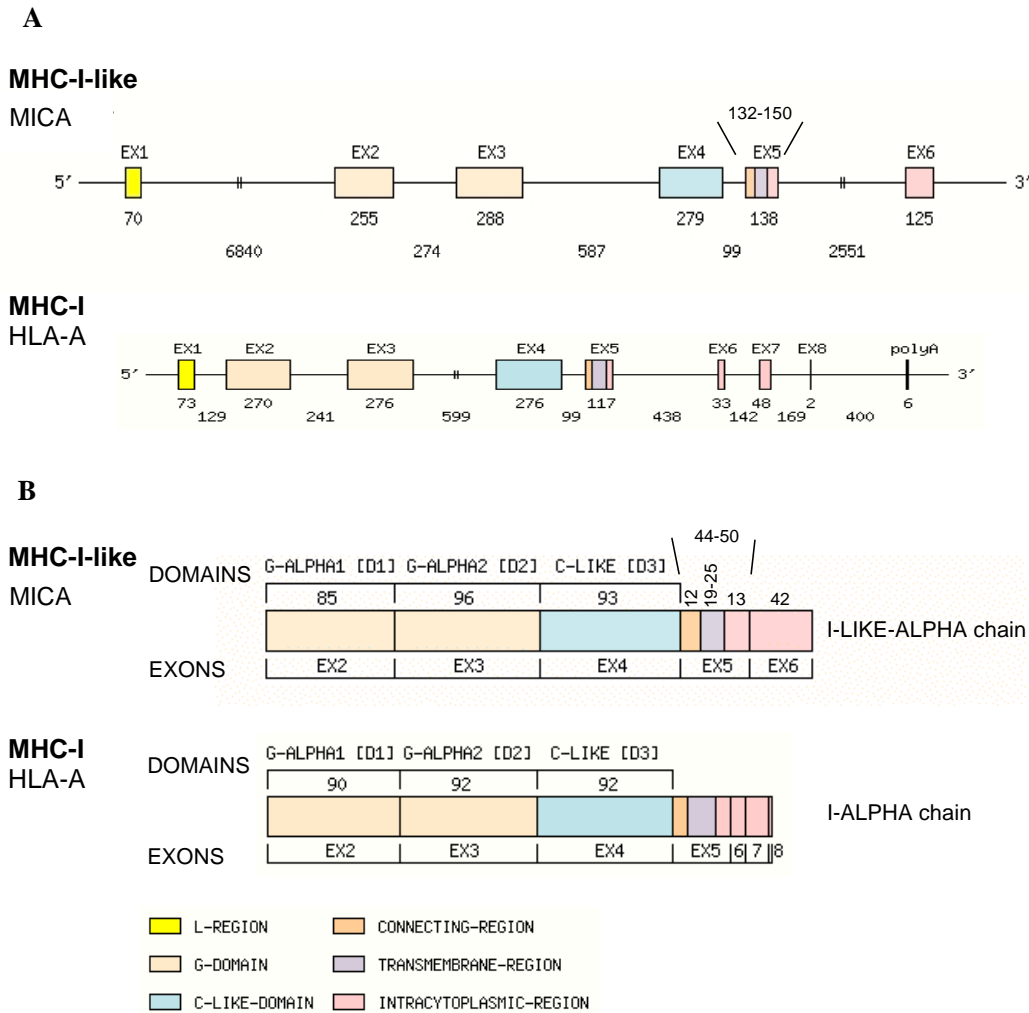 A
MHC-I-like
MICA
132-150
EX1 EX2 EX3 EX4 EX5 EX6
5′ 3′
70 255 288 279 138 125
6840 274 587 99 2551
MHC-I
HLA-A
EX1 EX2 EX3 EX4 EX5 EX6 EX7 EX8 polyA
5′ 3′
73 270 276 276 117 33 48 2 6
129 241 599 99 438 142 169 400
B
44-50
MHC-I-like
MICA
DOMAINS G-ALPHA1 [D1] G-ALPHA2 [D2] C-LIKE [D3]
85 96 93 12 19-25 13 42
I-LIKE-ALPHA chain
EXONS EX2 EX3 EX4 EX5 EX6
MHC-I
HLA-A
DOMAINS G-ALPHA1 [D1] G-ALPHA2 [D2] C-LIKE [D3]
90 92 92
I-ALPHA chain
EXONS EX2 EX3 EX4 EX5 6 7 8
L-REGION CONNECTING-REGION
G-DOMAIN TRANSMEMBRANE-REGION
C-LIKE-DOMAIN INTRACYTOPLASMIC-REGION